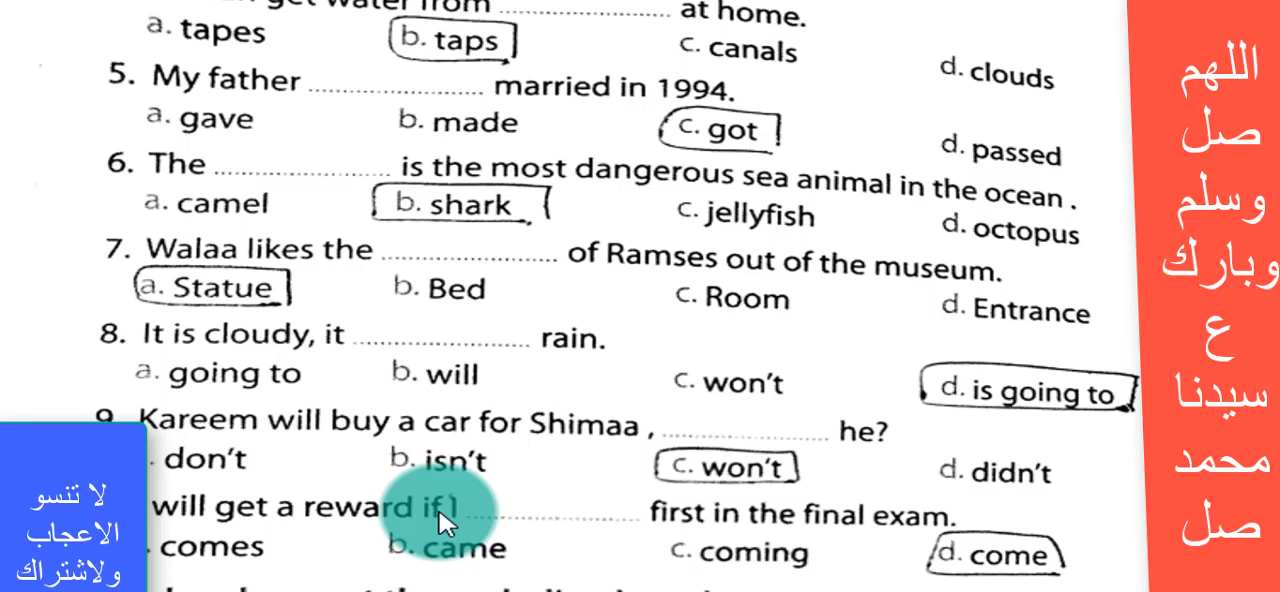 water from .................... at home.
a. tapes b. taps c. canals d. clouds
5. My father .................... married in 1994.
a. gave b. made c. got d. passed
6. The .................... is the most dangerous sea animal in the ocean .
a. camel b. shark c. jellyfish d. octopus
7. Walaa likes the .................... of Ramses out of the museum.
a. Statue b. Bed c. Room d. Entrance
8. It is cloudy, it .................... rain.
a. going to b. will c. won't d. is going to
9. Kareem will buy a car for Shimaa , .................... he?
don't b. isn't c. won't d. didn't
will get a reward if I .................... first in the final exam.
comes b. came c. coming d. come
اللهم
صل
وسلم
وبارك
ع
سيدنا
محمد
صل
لا تنسو
الاعجاب
ولاشتراك